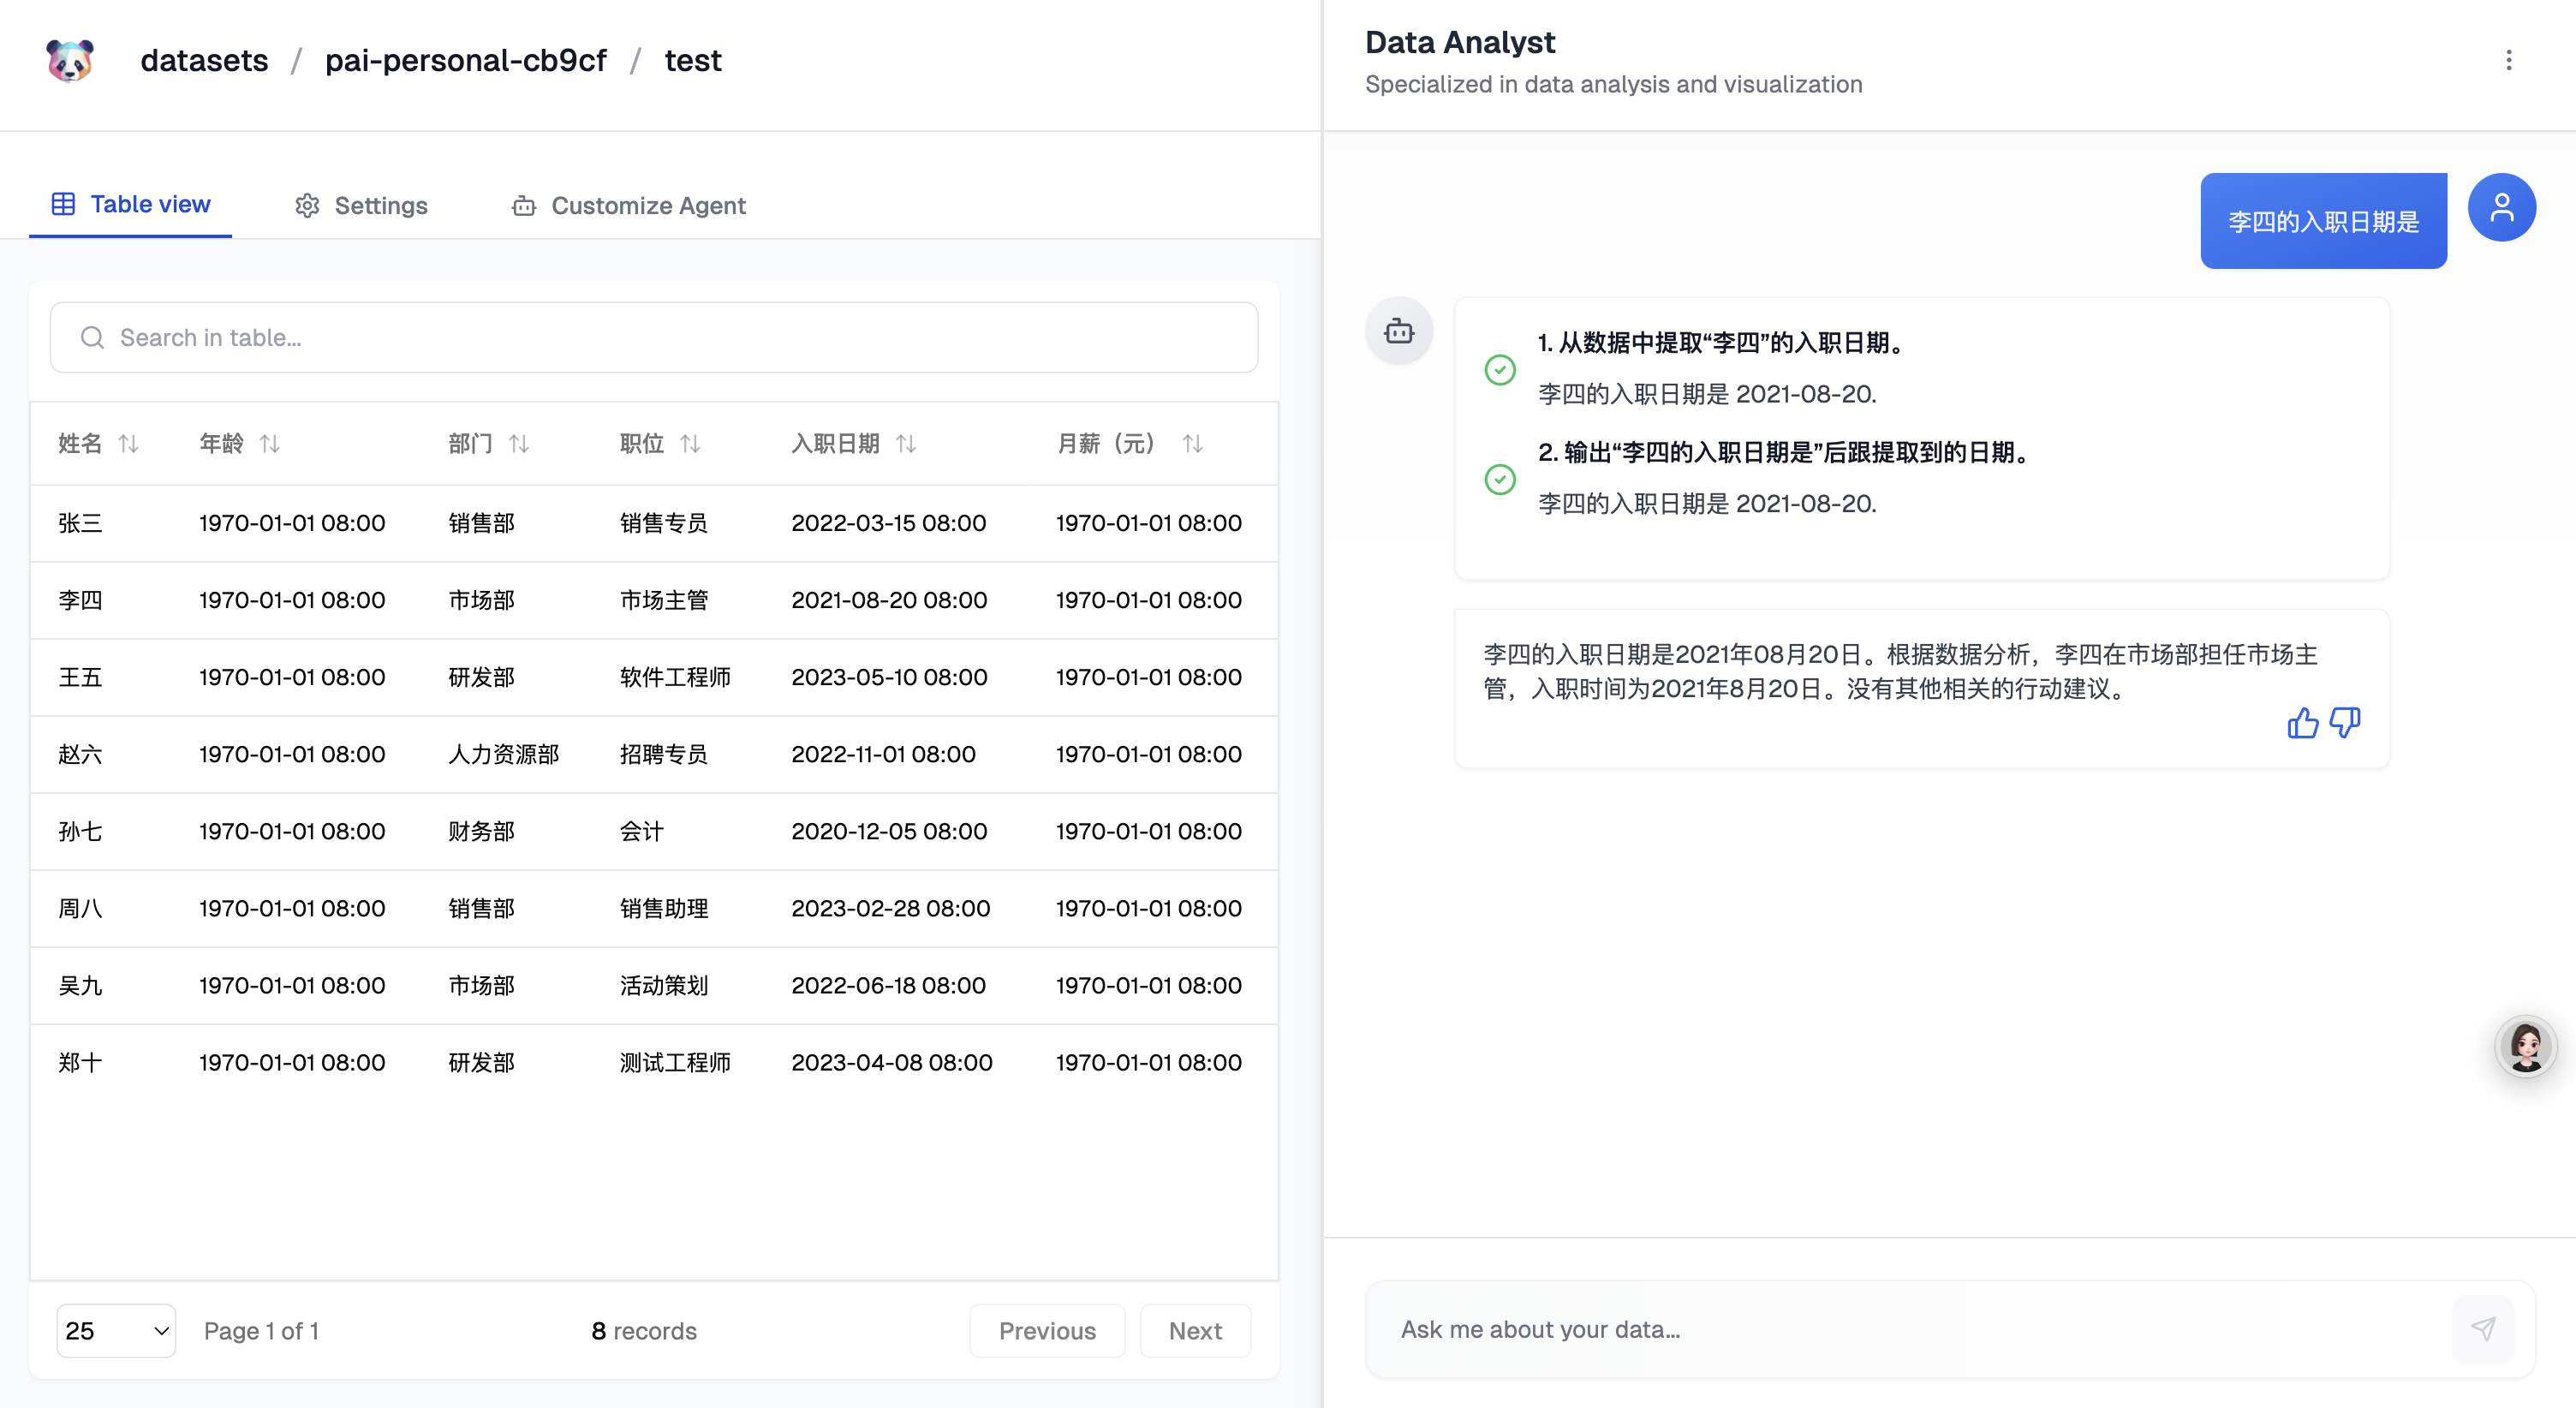 datasets / pai-personal-cb9cf / test
Table view
Settings
Customize Agent
Search in table...
姓名 年龄 部门 职位 入职日期 月薪（元）
张三 1970-01-01 08:00 销售部 销售专员 2022-03-15 08:00 1970-01-01 08:00
李四 1970-01-01 08:00 市场部 市场主管 2021-08-20 08:00 1970-01-01 08:00
王五 1970-01-01 08:00 研发部 软件工程师 2023-05-10 08:00 1970-01-01 08:00
赵六 1970-01-01 08:00 人力资源部 招聘专员 2022-11-01 08:00 1970-01-01 08:00
孙七 1970-01-01 08:00 财务部 会计 2020-12-05 08:00 1970-01-01 08:00
周八 1970-01-01 08:00 销售部 销售助理 2023-02-28 08:00 1970-01-01 08:00
吴九 1970-01-01 08:00 市场部 活动策划 2022-06-18 08:00 1970-01-01 08:00
郑十 1970-01-01 08:00 研发部 测试工程师 2023-04-08 08:00 1970-01-01 08:00
25 Page 1 of 1 8 records Previous Next
Data Analyst
Specialized in data analysis and visualization
李四的入职日期是
1. 从数据中提取“李四”的入职日期。
李四的入职日期是 2021-08-20.
2. 输出“李四的入职日期是”后跟提取到的日期。
李四的入职日期是 2021-08-20.
李四的入职日期是2021年08月20日。根据数据分析，李四在市场部担任市场主
管，入职时间为2021年8月20日。没有其他相关的行动建议。
Ask me about your data...